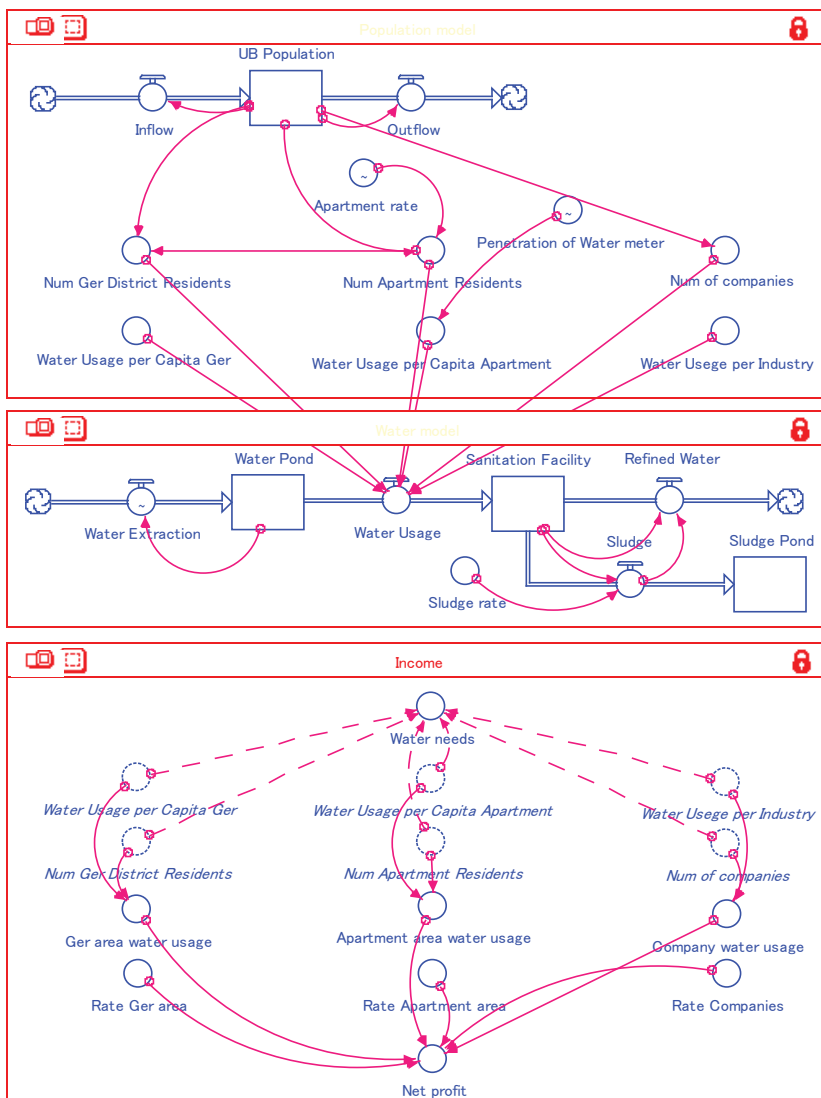 Population model
UB Population
Inflow
Outflow
~
Apartment rate
~
Penetration of Water meter
Num Ger District Residents
Num Apartment Residents
Num of companies
Water Usage per Capita Ger
Water Usage per Capita Apartment
Water Usege per Industry
Water model
Water Pond
Sanitation Facility
Refined Water
~
Water Extraction
Water Usage
Sludge
Sludge Pond
Sludge rate
Income
Water needs
Water Usage per Capita Ger
Water Usage per Capita Apartment
Water Usege per Industry
Num Ger District Residents
Num Apartment Residents
Num of companies
Ger area water usage
Apartment area water usage
Company water usage
Rate Ger area
Rate Apartment area
Rate Companies
Net profit